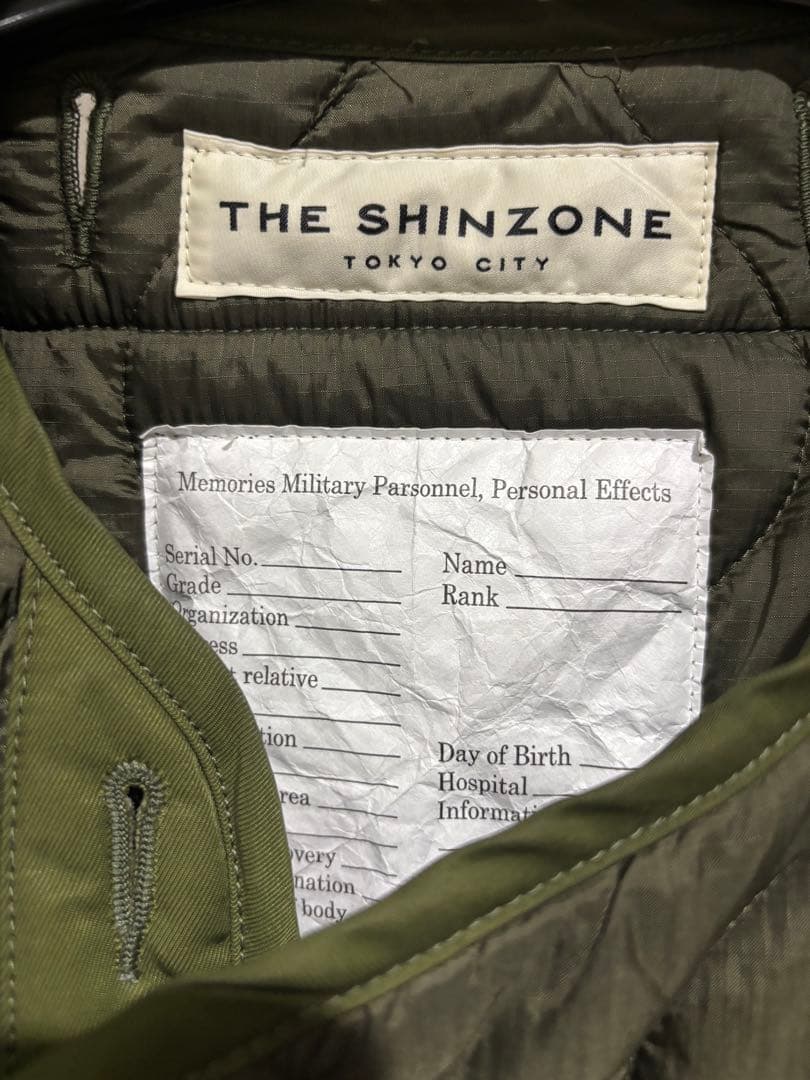 THE SHINZONE
TOKYO CITY
Memories Military Parsonnel, Personal Effects
Serial No.
Name
Grade
Rank
Organization
relative
Day of Birth
Hospital
body